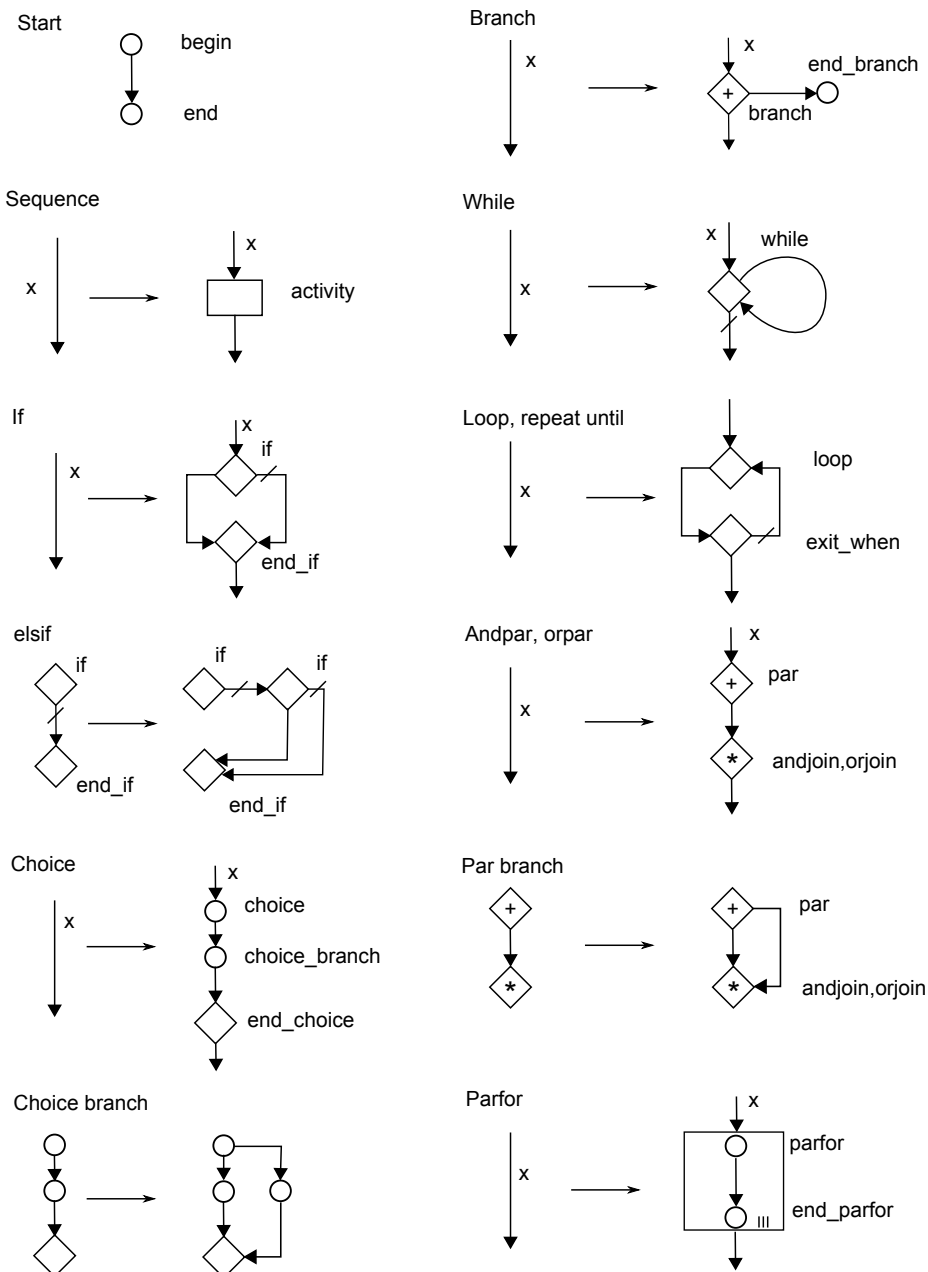 Start
begin
end
Sequence
x
x
activity
If
x
x
if
end_if
elsif
if
end_if
if
if
end_if
Choice
x
x
choice
choice_branch
end_choice
Choice branch
Branch
x
x
+
branch
end_branch
While
x
x
while
Loop, repeat until
x
loop
exit_when
Andpar, orpar
x
x
+
par
*
andjoin,orjoin
Par branch
+
*
+
par
*
andjoin,orjoin
Parfor
x
x
parfor
end_parfor
III